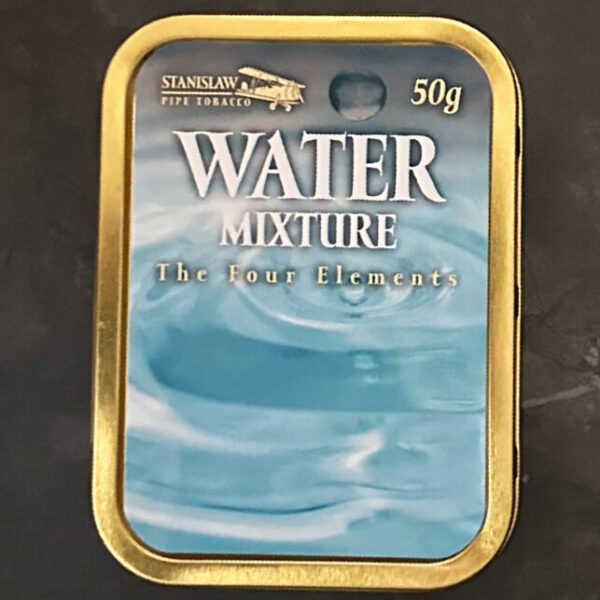 STANISLAW
PIPE TOBACCO
50g
WATER
MIXTURE
The Four Elements